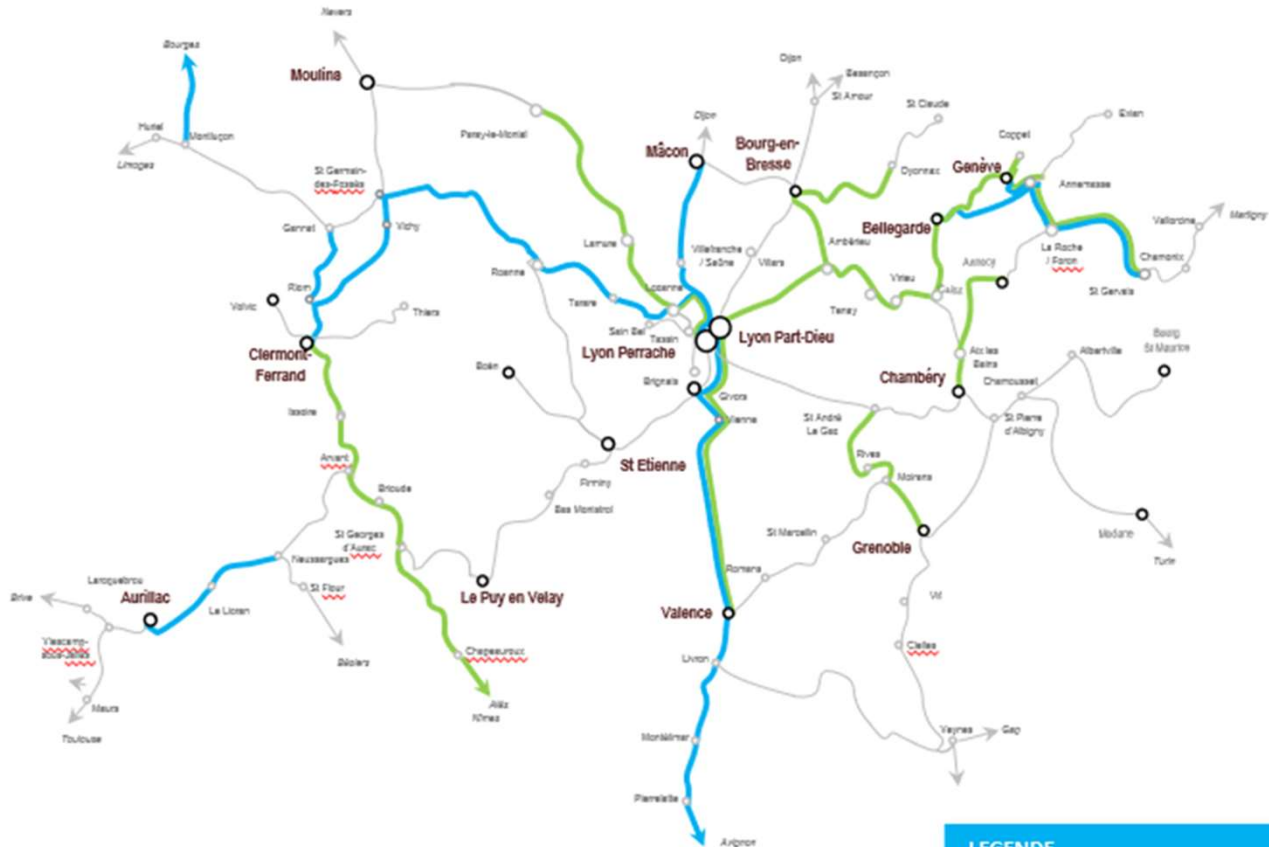 Nevers
Bourges
Moulins
Dijon
Besançon
St Amour
St Claude
Evian
Huriel
Montluçon
Limoges
Paray-le-Monial
Dijon
Mâcon
Bourg-en-
Bresse
Coppet
Genève
St Germain-
des-Fossés
Oyonnax
Annemasse
Vallorcine
Martigny
Gannat
Vichy
Lamure
Villefranche
/ Saône
Villars
Ambérieu
Bellegarde
La Roche
/ Foron
Chamonix
Roanne
Annecy
St Gervais
Riom
Volvic
Thiers
Tarare
Lozanne
Virieu
Culoz
Tenay
Sain Bel
Tassin
Lyon Part-Dieu
Lyon Perrache
Clermont-
Ferrand
Boën
Brignais
Givors
Aix les
Bains
Chambéry
Albertville
Bourg
St Maurice
Chamousset
Issoire
Vienne
St André
Le Gaz
St Pierre
d'Albigny
Arvant
St Etienne
Rives
Moirans
Firminy
Brioude
Bas Monistrol
St Georges
d'Aurac
St Marcellin
Grenoble
Modane
Turin
Neussargues
Romans
Laroquebrou
Brive
Aurillac
Le Lioran
St Flour
Le Puy en Velay
Valence
Vif
Viescamp-
sous-Jallès
Béziers
Chapeauroux
Livron
Clelles
Maurs
Toulouse
Alès
Nîmes
Montélimar
Veynes
Gap
Pierrelatte
Avignon
LEGENDE